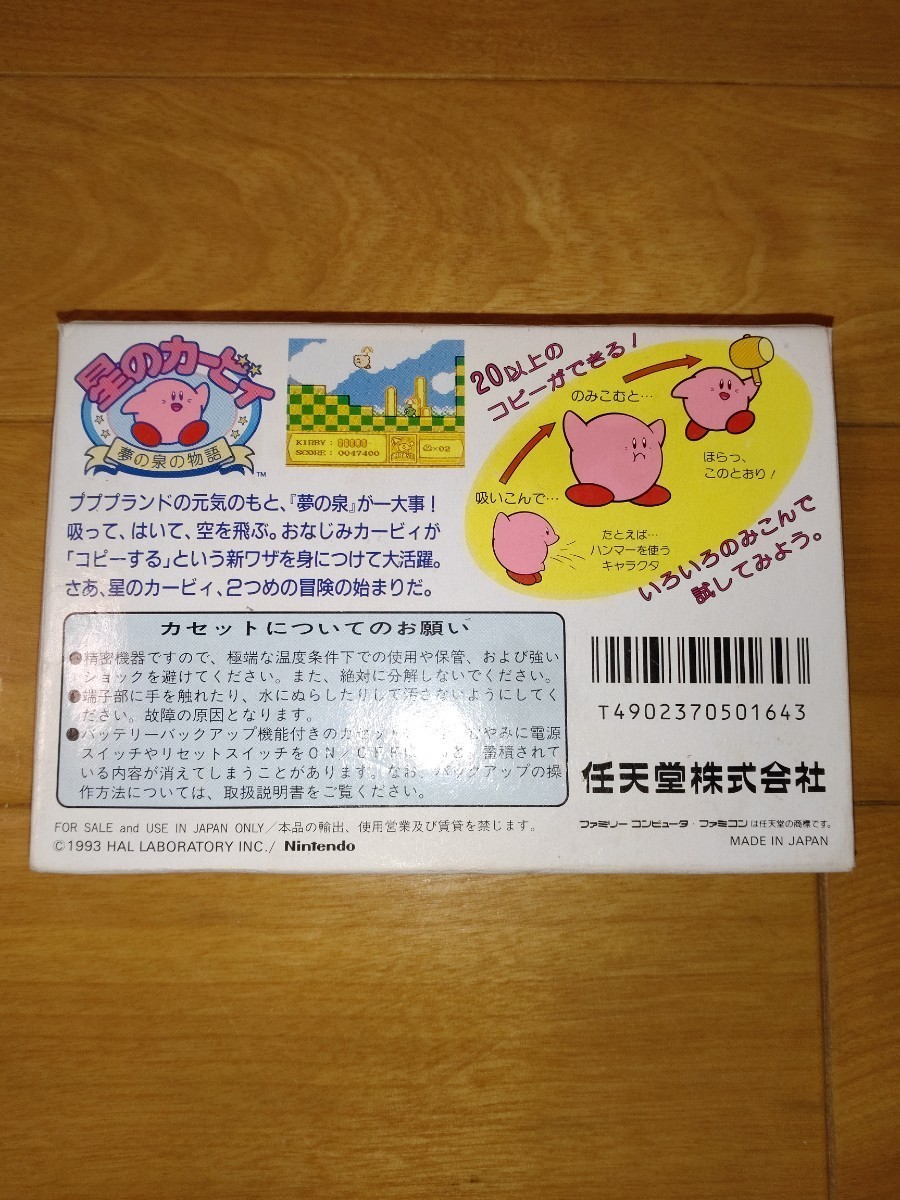 星のカービィ
夢の泉の物語
TM
KIRBY:
SCORE: 0047400
×02
プププランドの元気のもと、『夢の泉』が一大事!
吸って、はいて、空を飛ぶ。おなじみカービィが
「コピーする」という新ワザを身につけて大活躍。
さあ、星のカービィ、2つめの冒険の始まりだ。
20以上の
コピーができる!
吸いこんで…
のみこむと…
ほらっ、
このとおり!
たとえば…
ハンマーを使う
キャラクタ
いろいろのみこんで
試してみよう。
カセットについてのお願い
●精密機器ですので、極端な温度条件下での使用や保管、および強い
ショックを避けてください。また、絶対に分解しないでください。
●端子部に手を触れたり、水にぬらしたりして汚さないようにしてく
ださい。故障の原因となります。
●バッテリーバックアップ機能付きのカセット やみに電源
スイッチやリセットスイッチをON/OFF と 蓄積されて
いる内容が消えてしまうことがあります。なお、バックアップの操
作方法については、取扱説明書をご覧ください。
T4902370501643
任天堂株式会社
ファミリーコンピュータ・ファミコンは任天堂の商標です。
FOR SALE and USE IN JAPAN ONLY/本品の輸出、使用営業及び賃貸を禁じます。
©1993 HAL LABORATORY INC./ Nintendo
MADE IN JAPAN